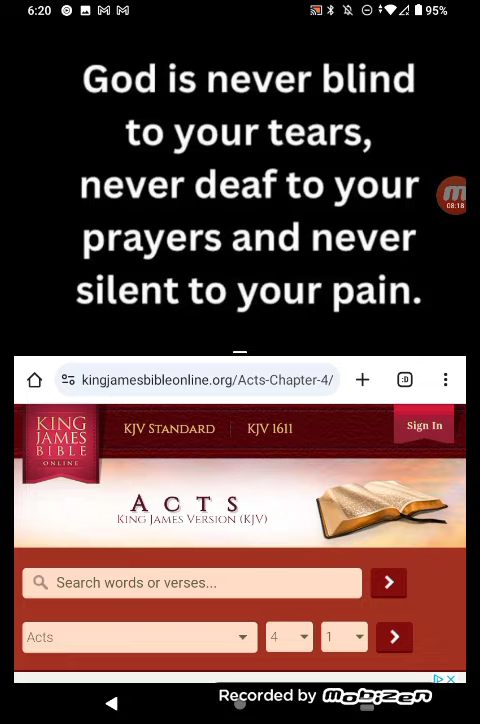 6:20
95%
God is never blind
to your tears,
never deaf to your
prayers and never
silent to your pain.
08:18
kingjamesbibleonline.org/Acts-Chapter-4/
:D
KING
JAMES
BIBLE
ONLINE
KJV STANDARD
KJV 1611
Sign In
ACTS
KING JAMES VERSION (KJV)
Search words or verses...
Acts
4
1
Recorded by Mobizen